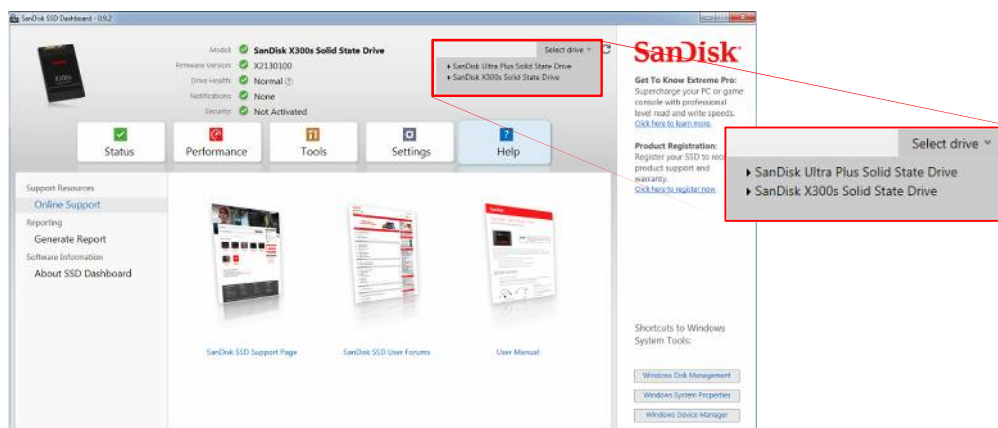 SanDisk SSD Dashboard - 0.9.2
Model: SanDisk X300s Solid State Drive
Firmware Version: X2130100
Drive Health: Normal
Notifications: None
Security: Not Activated
Select drive
SanDisk Ultra Plus Solid State Drive
SanDisk X300s Solid State Drive
Status
Performance
Tools
Settings
Help
Support Resources
Online Support
Reporting
Generate Report
Software Information
About SSD Dashboard
SanDisk SSD Support Page
SanDisk SSD User Forums
User Manual
SanDisk
Get To Know Extreme Pro:
Supercharge your PC or game
console with professional
level read and write speeds.
Click here to learn more.
Product Registration:
Register your SSD to
product support and
warranty.
Click here to register now.
Shortcuts to Windows
System Tools:
Windows Disk Management
Windows System Properties
Windows Device Manager
Select drive
SanDisk Ultra Plus Solid State Drive
SanDisk X300s Solid State Drive